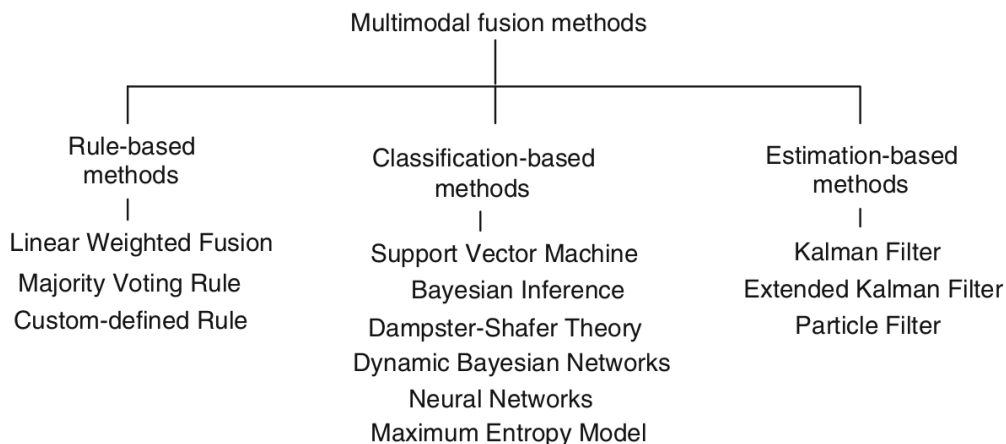 Multimodal fusion methods
Rule-based
methods
Linear Weighted Fusion
Majority Voting Rule
Custom-defined Rule
Classification-based
methods
Support Vector Machine
Bayesian Inference
Dampster-Shafer Theory
Dynamic Bayesian Networks
Neural Networks
Maximum Entropy Model
Estimation-based
methods
Kalman Filter
Extended Kalman Filter
Particle Filter